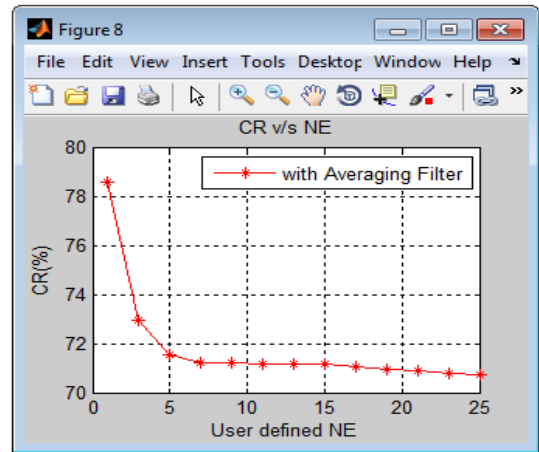 Figure 8
File Edit View Insert Tools Desktop Window Help
CR v/s NE
with Averaging Filter
80
78
76
74
72
70
CR(%)
0 5 10 15 20 25
User defined NE